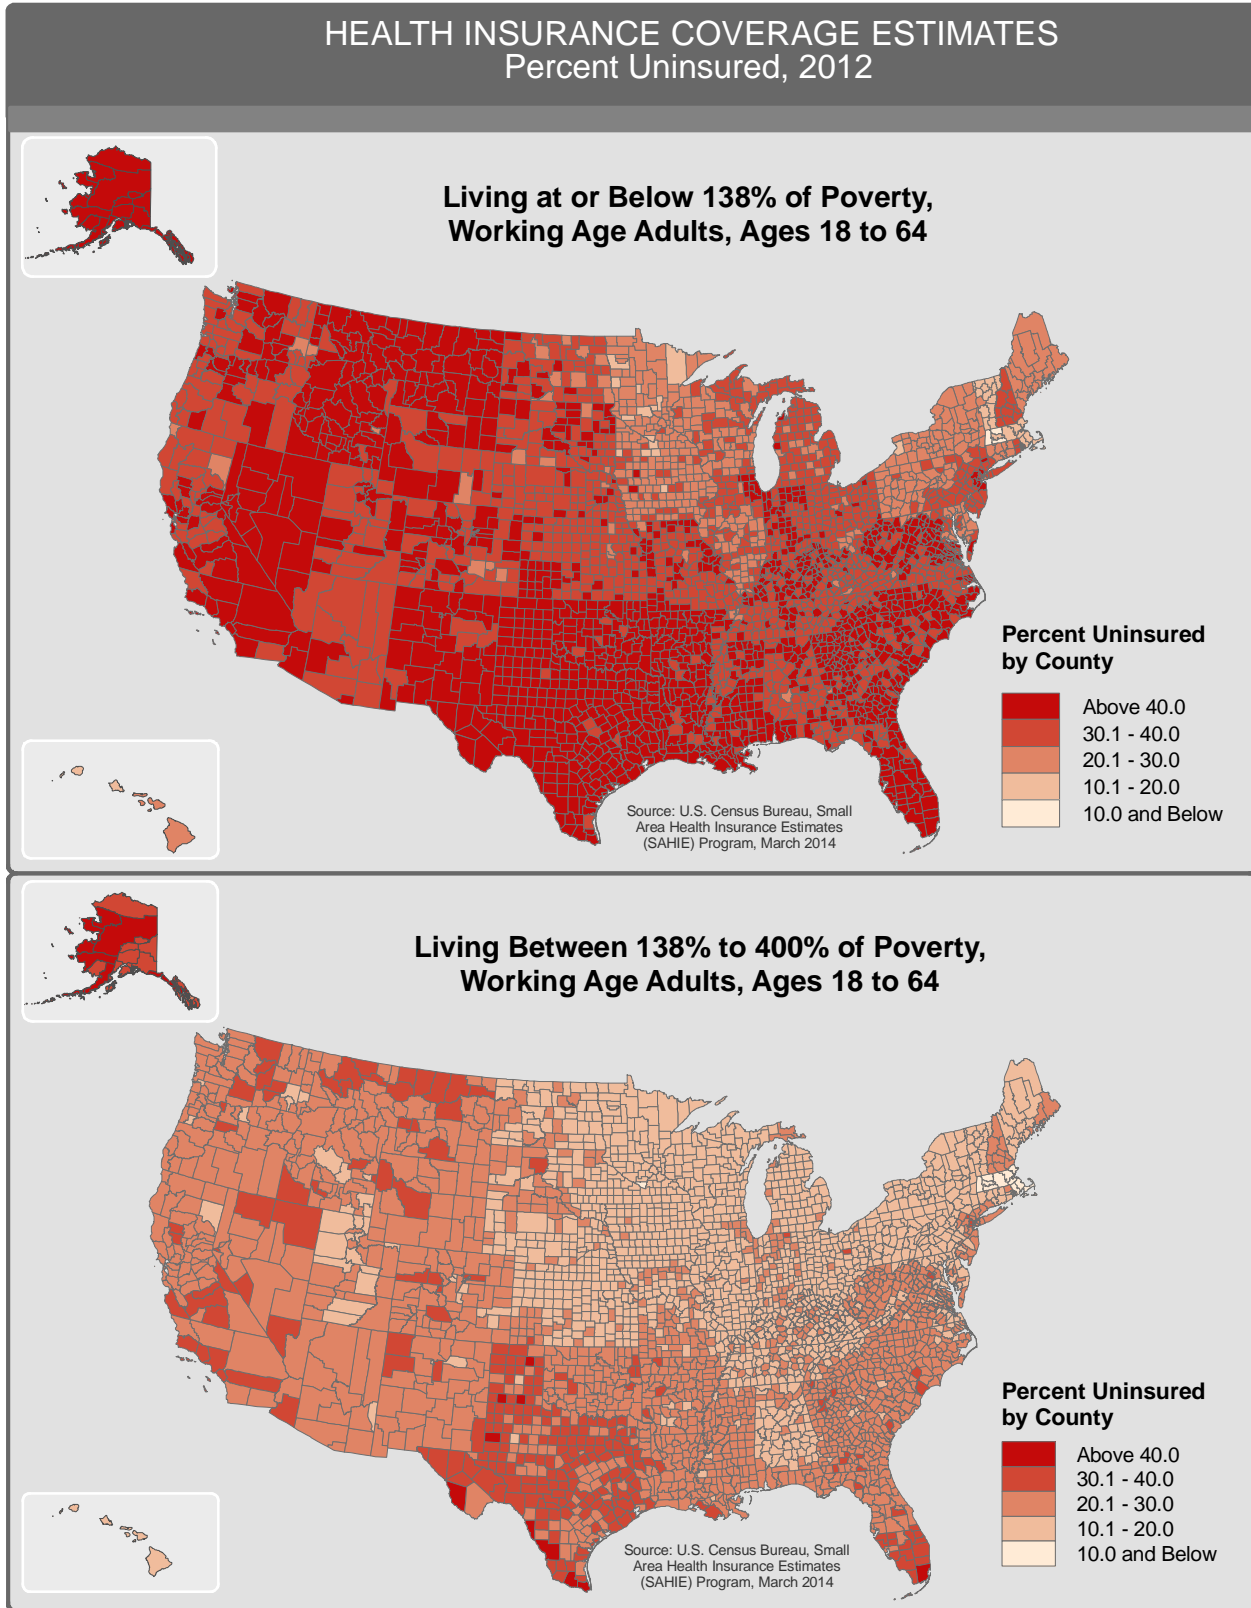 HEALTH INSURANCE COVERAGE ESTIMATES
Percent Uninsured, 2012
Living at or Below 138% of Poverty,
Working Age Adults, Ages 18 to 64
Percent Uninsured
by County
Above 40.0
30.1 - 40.0
20.1 - 30.0
10.1 - 20.0
10.0 and Below
Source: U.S. Census Bureau, Small
Area Health Insurance Estimates
(SAHIE) Program, March 2014
Living Between 138% to 400% of Poverty,
Working Age Adults, Ages 18 to 64
Percent Uninsured
by County
Above 40.0
30.1 - 40.0
20.1 - 30.0
10.1 - 20.0
10.0 and Below
Source: U.S. Census Bureau, Small
Area Health Insurance Estimates
(SAHIE) Program, March 2014